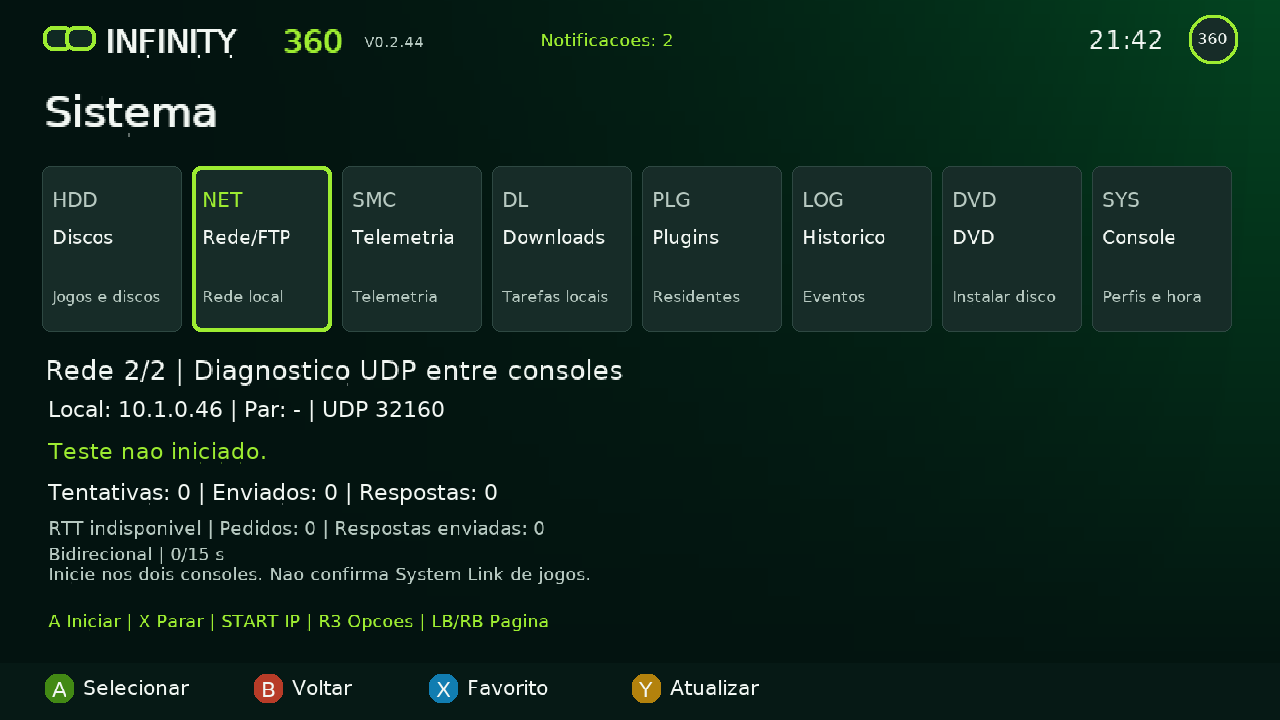 INFINITY 360 V0.2.44 Notificacoes: 2 21:42 360
Sistema
HDD
Discos
Jogos e discos
NET
Rede/FTP
Rede local
SMC
Telemetria
Telemetria
DL
Downloads
Tarefas locais
PLG
Plugins
Residentes
LOG
Historico
Eventos
DVD
DVD
Instalar disco
SYS
Console
Perfis e hora
Rede 2/2 | Diagnostico UDP entre consoles
Local: 10.1.0.46 | Par: - | UDP 32160
Teste nao iniciado.
Tentativas: 0 | Enviados: 0 | Respostas: 0
RTT indisponivel | Pedidos: 0 | Respostas enviadas: 0
Bidirecional | 0/15 s
Inicie nos dois consoles. Nao confirma System Link de jogos.
A Iniciar | X Parar | START IP | R3 Opcoes | LB/RB Pagina
A Selecionar B Voltar X Favorito Y Atualizar